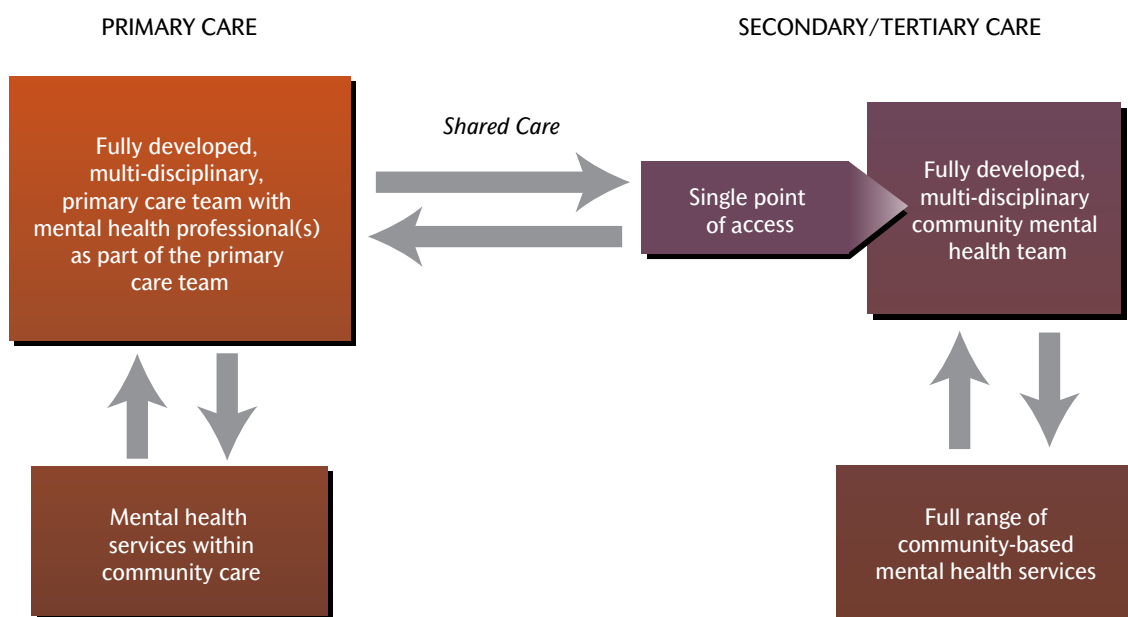 PRIMARY CARE
SECONDARY/TERTIARY CARE
Fully developed,
multi-disciplinary,
primary care team with
mental health professional(s)
as part of the primary
care team
Shared Care
Single point
of access
Fully developed,
multi-disciplinary
community mental
health team
Mental health
services within
community care
Full range of
community-based
mental health services